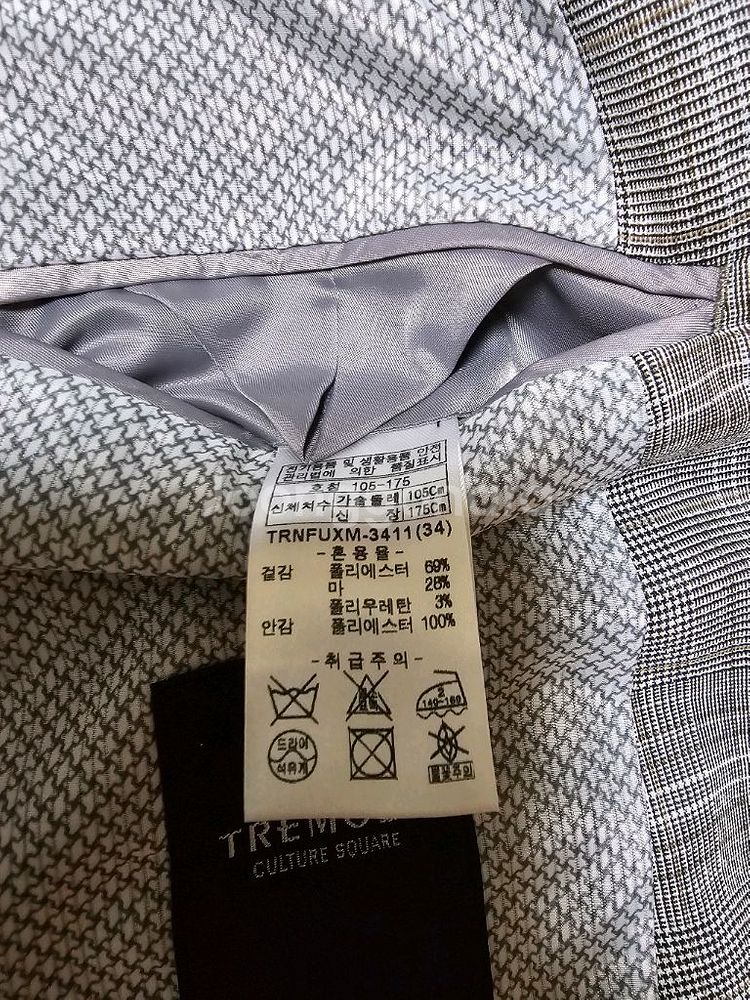 전기용품 및 생활용품 안전
관리법에 의한 품질표시
호칭 105-175
신체치수 가슴둘레 105Cm
신 장 175Cm
TRNFUXM-3411(34)
-혼용율-
겉감 폴리에스터 69%
마 28%
폴리우레탄 3%
안감 폴리에스터 100%
-취급주의-
2
140~160
드라이
석유계
불꽃주의
CULTURE SQUARE